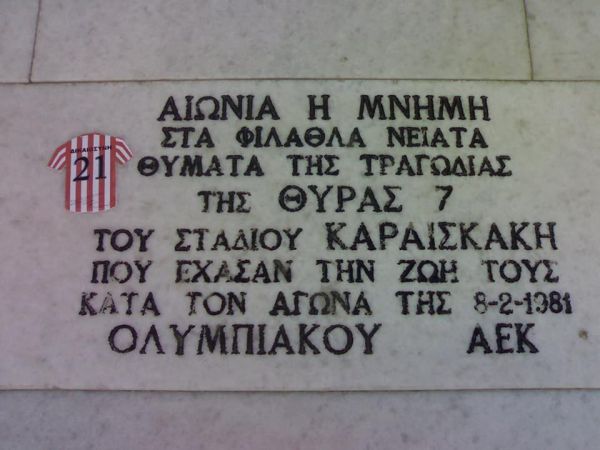 ΑΙΩΝΙΑ Η ΜΝΗΜΗ
ΣΤΑ ΦΙΛΑΘΛΑ ΝΕΙΑΤΑ
ΘΥΜΑΤΑ ΤΗΣ ΤΡΑΓΩΔΙΑΣ
ΤΗΣ ΘΥΡΑΣ 7
ΤΟΥ ΣΤΑΔΙΟΥ ΚΑΡΑΙΣΚΑΚΗ
ΠΟΥ ΕΧΑΣΑΝ ΤΗΝ ΖΩΗ ΤΟΥΣ
ΚΑΤΑ ΤΟΝ ΑΓΩΝΑ ΤΗΣ 8-2-1981
ΟΛΥΜΠΙΑΚΟΥ ΑΕΚ
ΔΙΚΑΙΟΣΥΝΗ
21